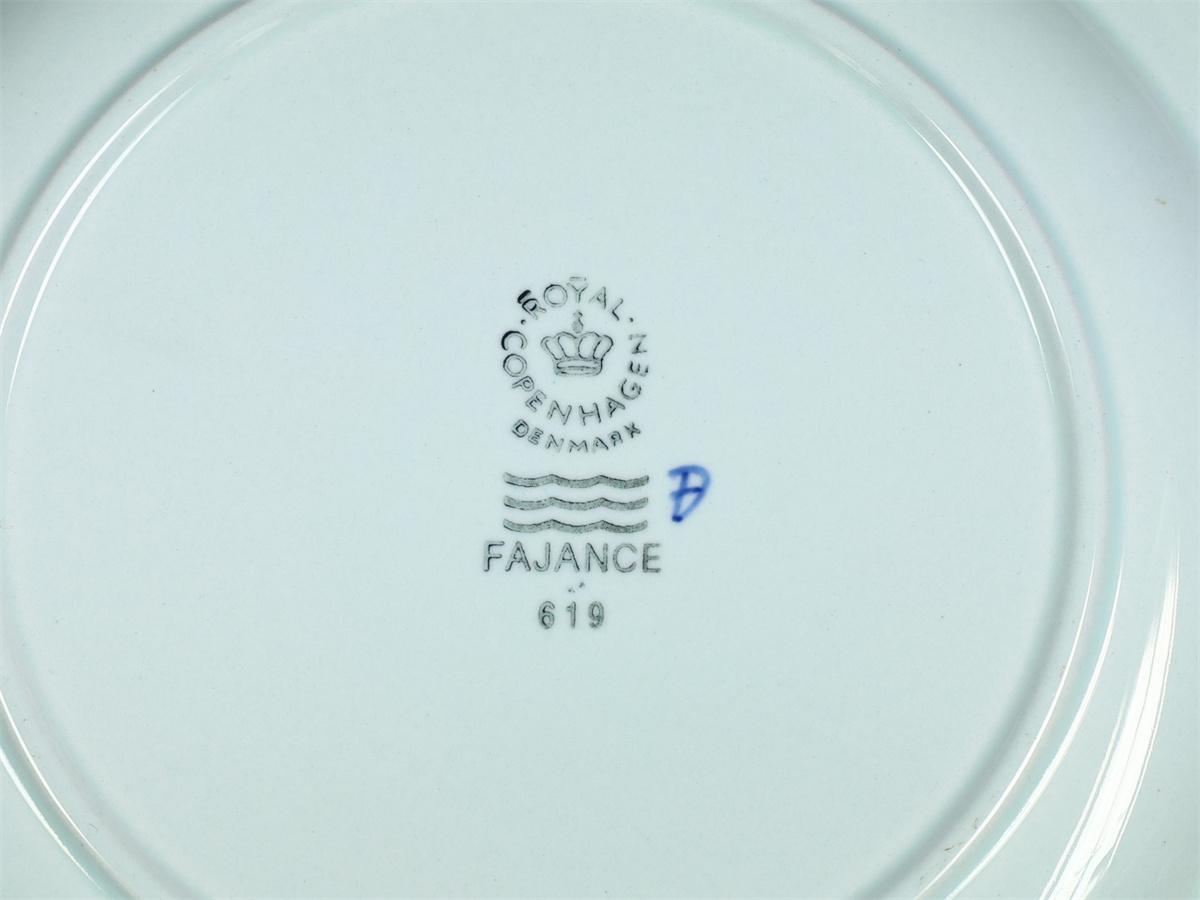 ROYAL
COPENHAGEN
DENMARK
FAJANCE
619